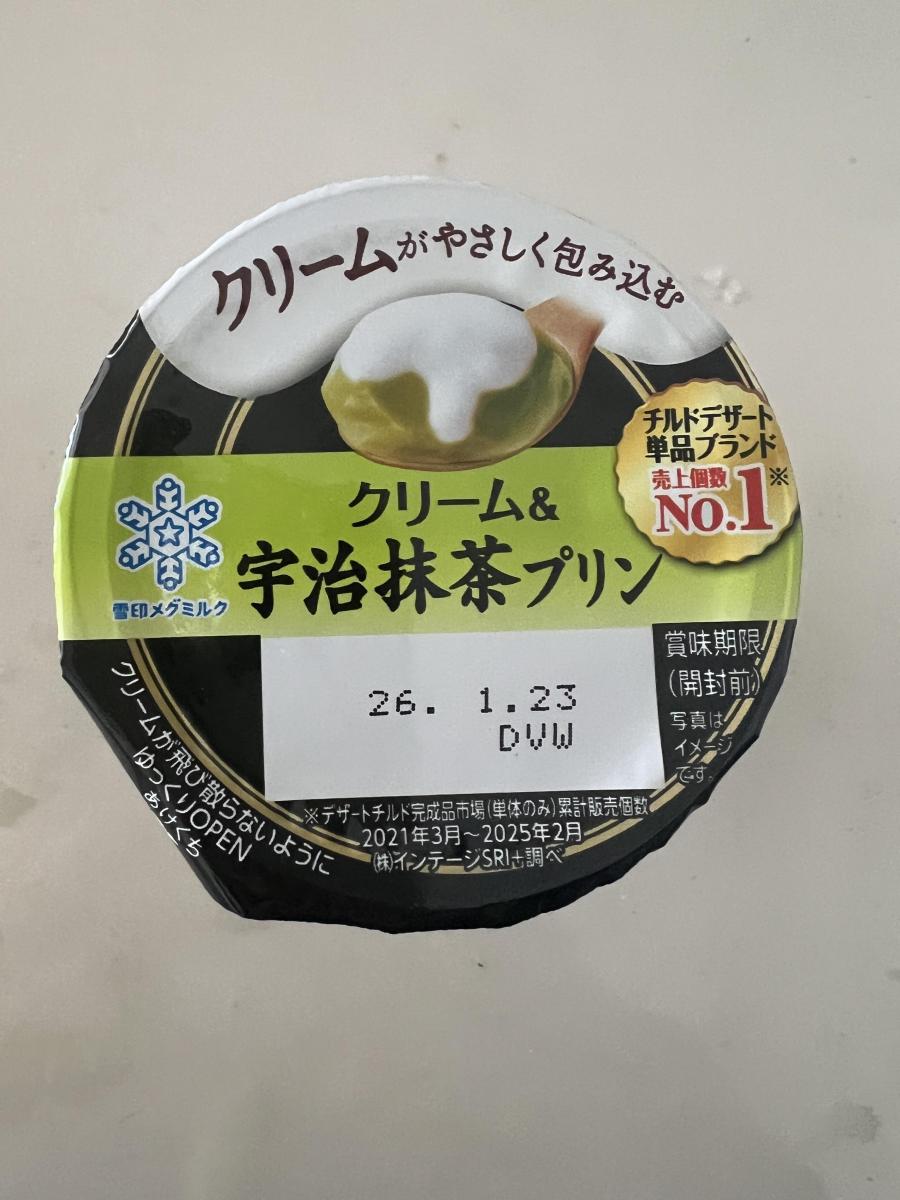 クリームがやさしく包み込む
チルドデザート
単品ブランド
売上個数
No.1※
雪印メグミルク
クリーム&
宇治抹茶プリン
26. 1.23
DVW
賞味期限
(開封前)
写真は
イメージ
です。
クリームが飛び散らないように
ゆっくりOPEN
あけくち
※デザートチルド完成品市場(単体のみ)累計販売個数
2021年3月~2025年2月
㈱インテージSRI+調べ